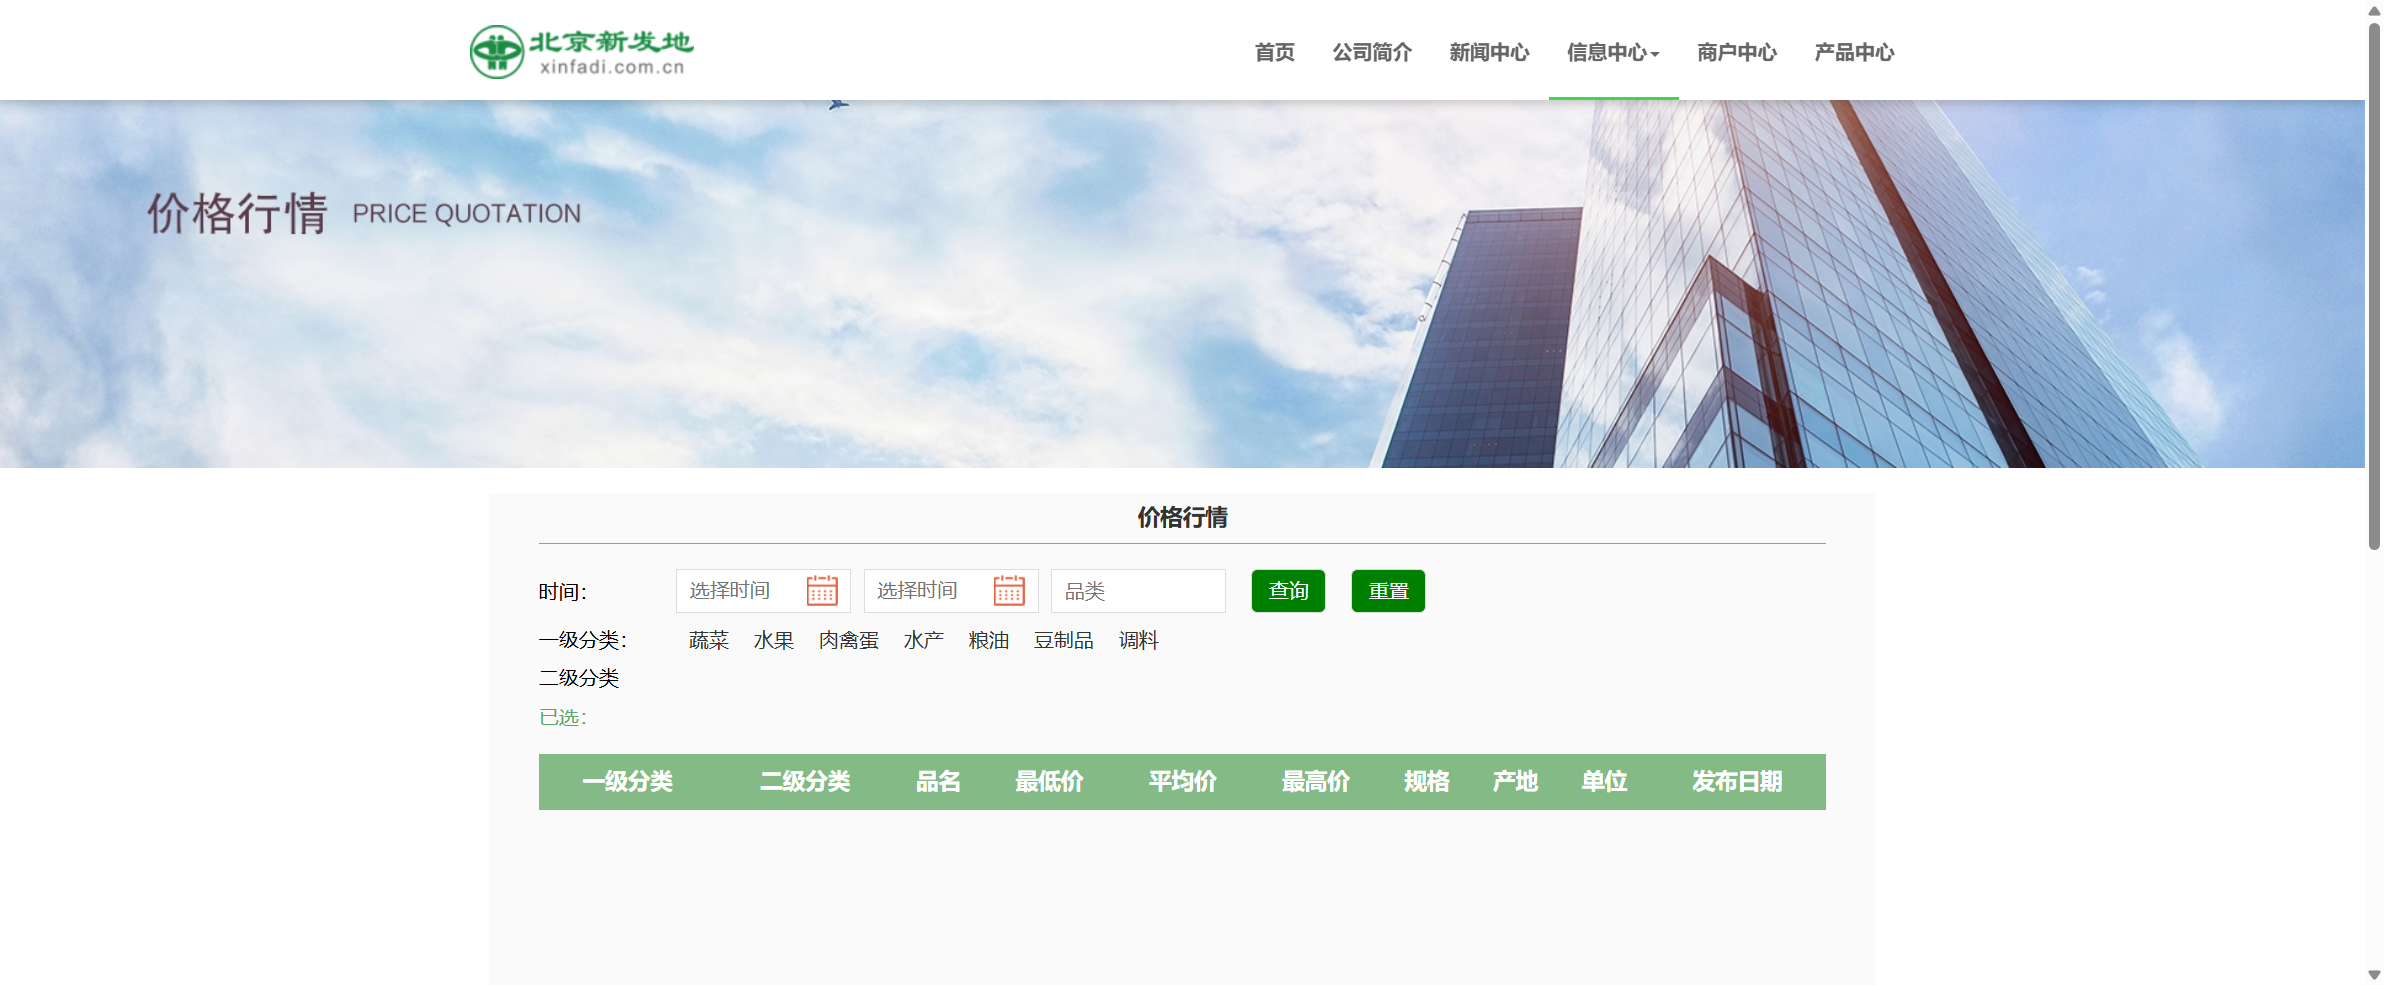 北京新发地
xinfadi.com.cn
首页 公司简介 新闻中心 信息中心 商户中心 产品中心
价格行情 PRICE QUOTATION
价格行情
时间： 选择时间 选择时间 品类 查询 重置
一级分类： 蔬菜 水果 肉禽蛋 水产 粮油 豆制品 调料
二级分类
已选：
一级分类 二级分类 品名 最低价 平均价 最高价 规格 产地 单位 发布日期